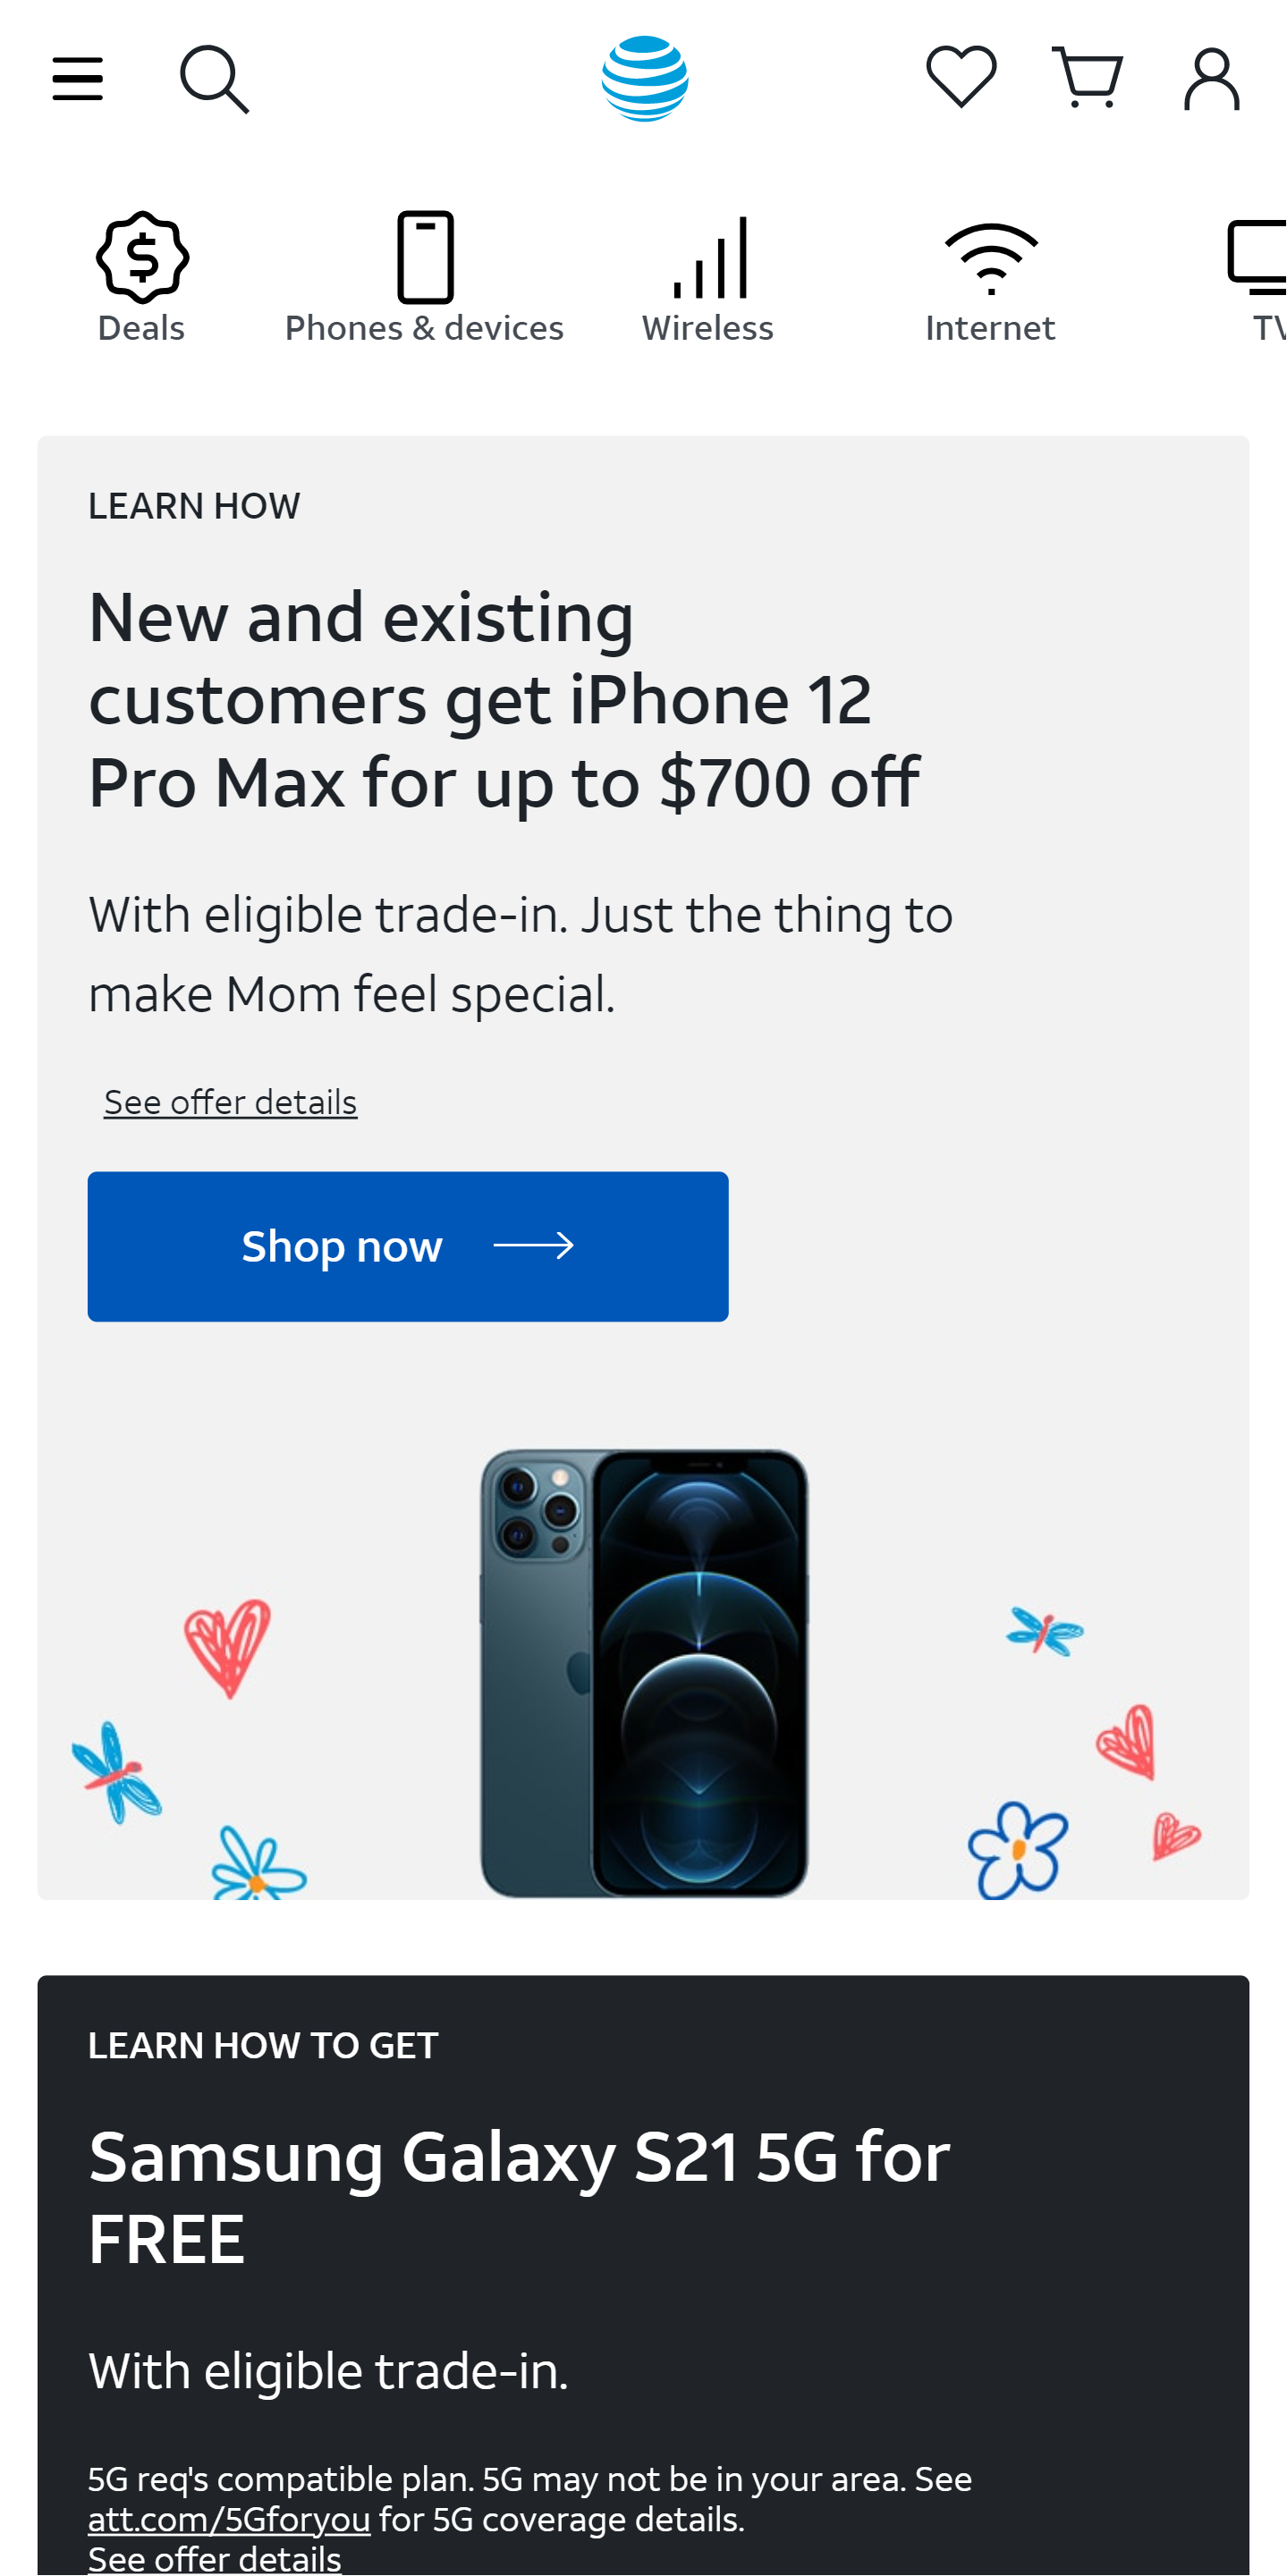 Deals
Phones & devices
Wireless
Internet
TV
LEARN HOW
New and existing
customers get iPhone 12
Pro Max for up to $700 off
With eligible trade-in. Just the thing to
make Mom feel special.
See offer details
Shop now
LEARN HOW TO GET
Samsung Galaxy S21 5G for
FREE
With eligible trade-in.
5G req's compatible plan. 5G may not be in your area. See
att.com/5Gforyou for 5G coverage details.
See offer details